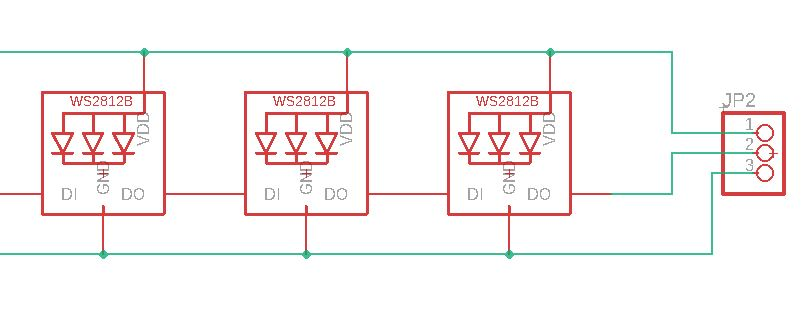 WS2812B
VDD
GND
DI
DO
WS2812B
VDD
GND
DI
DO
WS2812B
VDD
GND
DI
DO
JP2
1
2
3